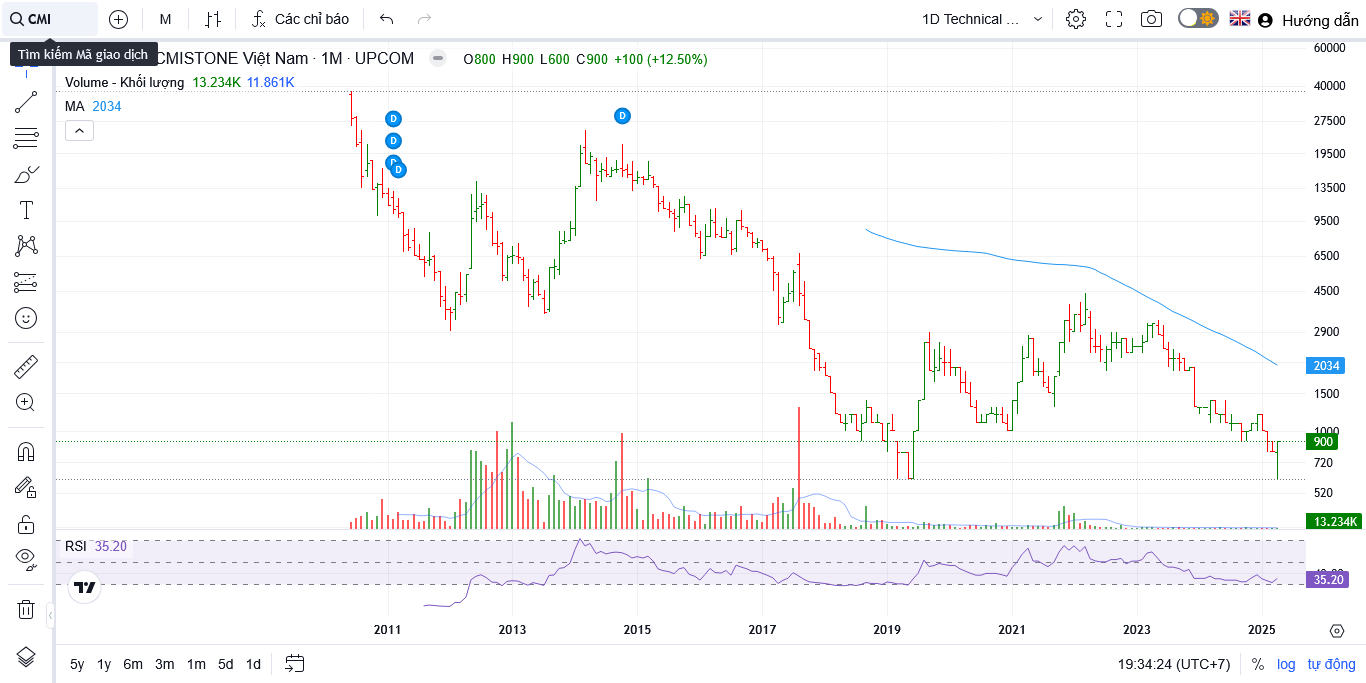 CMI
M
Các chỉ báo
1D Technical ...
Hướng dẫn
Tìm kiếm Mã giao dịch
CMISTONE Việt Nam · 1M · UPCOM
O800 H900 L600 C900 +100 (+12.50%)
Volume - Khối lượng 13.234K 11.861K
MA 2034
D
D
D
D
D
60000
40000
27500
19500
13500
9500
6500
4500
2900
2034
1500
1000
900
720
520
13.234K
RSI 35.20
35.20
2011
2013
2015
2017
2019
2021
2023
2025
5y 1y 6m 3m 1m 5d 1d
19:34:24 (UTC+7)
% log tự động